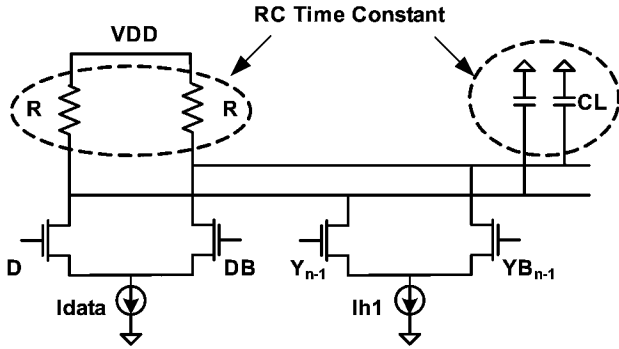 RC Time Constant
VDD
R
R
CL
D
DB
Yn-1
YBn-1
Idata
Ih1